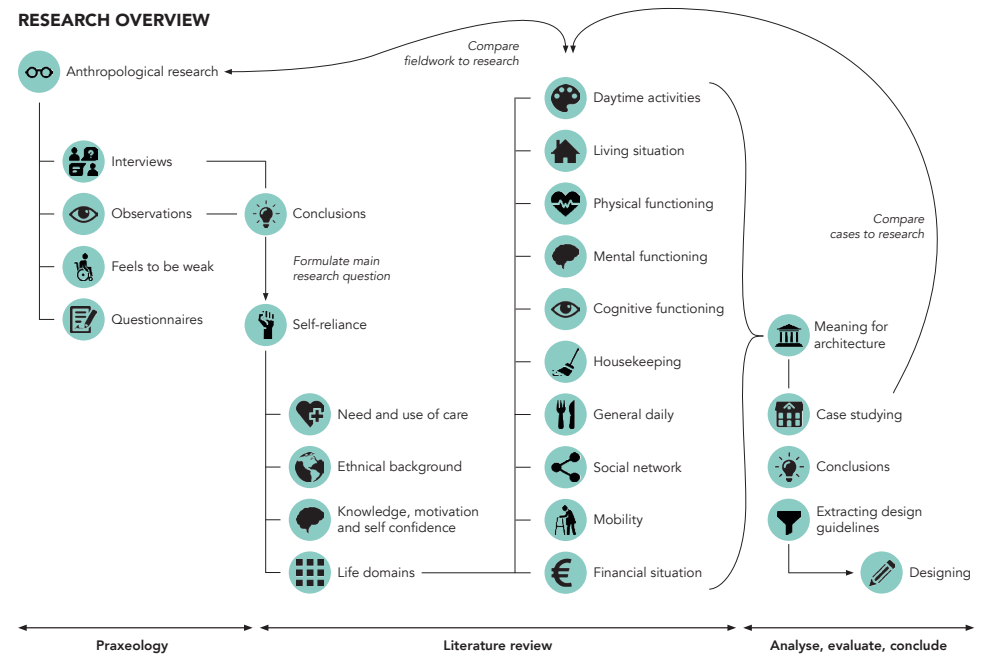 RESEARCH OVERVIEW
Anthropological research
Interviews
Observations
Feels to be weak
Questionnaires
Conclusions
Formulate main
research question
Self-reliance
Need and use of care
Ethnical background
Knowledge, motivation
and self confidence
Life domains
Compare
fieldwork to research
Daytime activities
Living situation
Physical functioning
Mental functioning
Cognitive functioning
Housekeeping
General daily
Social network
Mobility
Financial situation
Compare
cases to research
Meaning for
architecture
Case studying
Conclusions
Extracting design
guidelines
Designing
Praxeology
Literature review
Analyse, evaluate, conclude